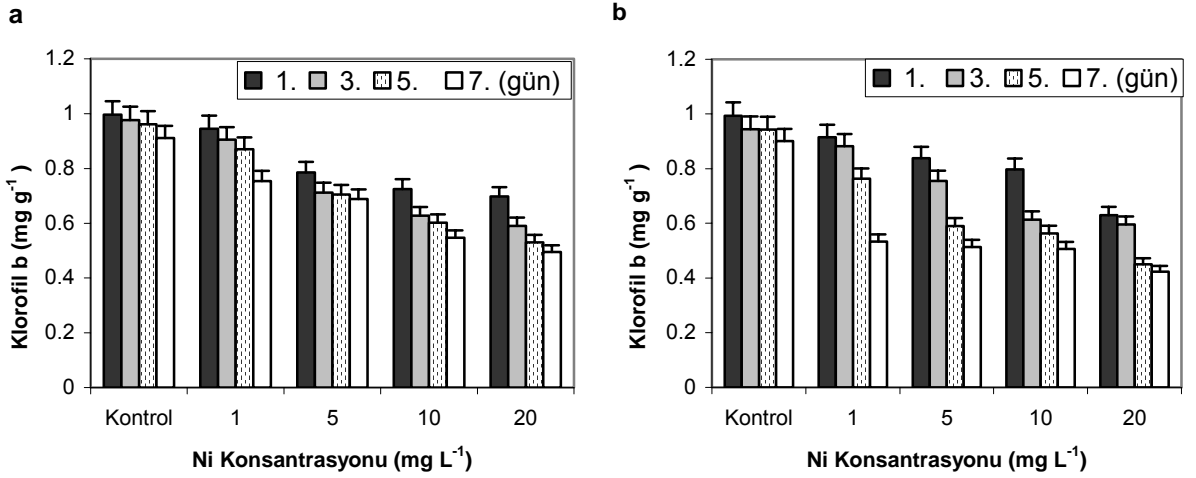 a
1.2
1
0.8
0.6
0.4
0.2
0
Klorofil b (mg g⁻¹)
1. 3. 5. 7. (gün)
Kontrol 1 5 10 20
Ni Konsantrasyonu (mg L⁻¹)
b
1.2
1
0.8
0.6
0.4
0.2
0
Klorofil b (mg g⁻¹)
1. 3. 5. 7. (gün)
Kontrol 1 5 10 20
Ni Konsantrasyonu (mg L⁻¹)